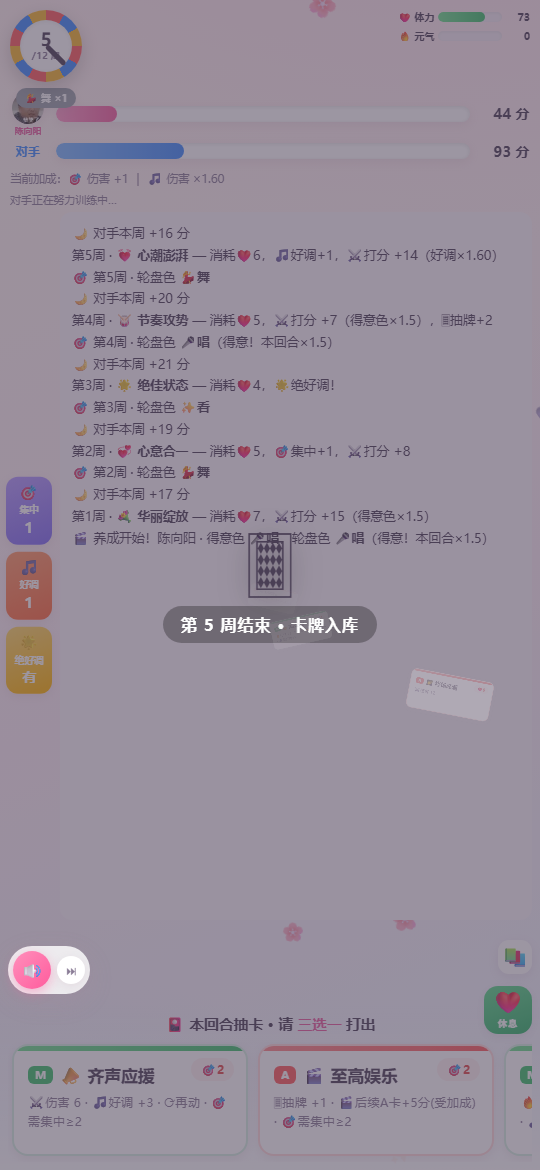 5
/12
体力 73
元气 0
舞 ×1
陈向阳
44 分
对手 93 分
当前加成: 伤害 +1 | 伤害 ×1.60
对手正在努力训练中...
对手本周 +16 分
第5周 · 心潮澎湃 — 消耗6, 好调+1, 打分 +14（好调×1.60）
第5周 · 轮盘色 舞
对手本周 +20 分
第4周 · 节奏攻势 — 消耗5, 打分 +7（得意色×1.5）, 抽牌+2
第4周 · 轮盘色 唱（得意！本回合×1.5）
对手本周 +21 分
第3周 · 绝佳状态 — 消耗4, 绝好调!
第3周 · 轮盘色
对手本周 +19 分
第2周 · 心意合一 — 消耗5, 集中+1, 打分 +8
第2周 · 轮盘色 舞
对手本周 +17 分
第1周 · 华丽绽放 — 消耗7, 打分 +15（得意色×1.5）
养成开始！陈向阳 · 得意色 唱 轮盘色 唱（得意！本回合×1.5）
集中
1
好调
1
绝好调
有
第 5 周结束 • 卡牌入库
休息
本回合抽卡 • 请 三选一 打出
M 齐声应援 2
伤害 6 · 好调 +3 · 再动 ·
需集中≥2
A 至高娱乐 2
抽牌 +1 · 后续A卡+5分(受加成)
· 需集中≥2